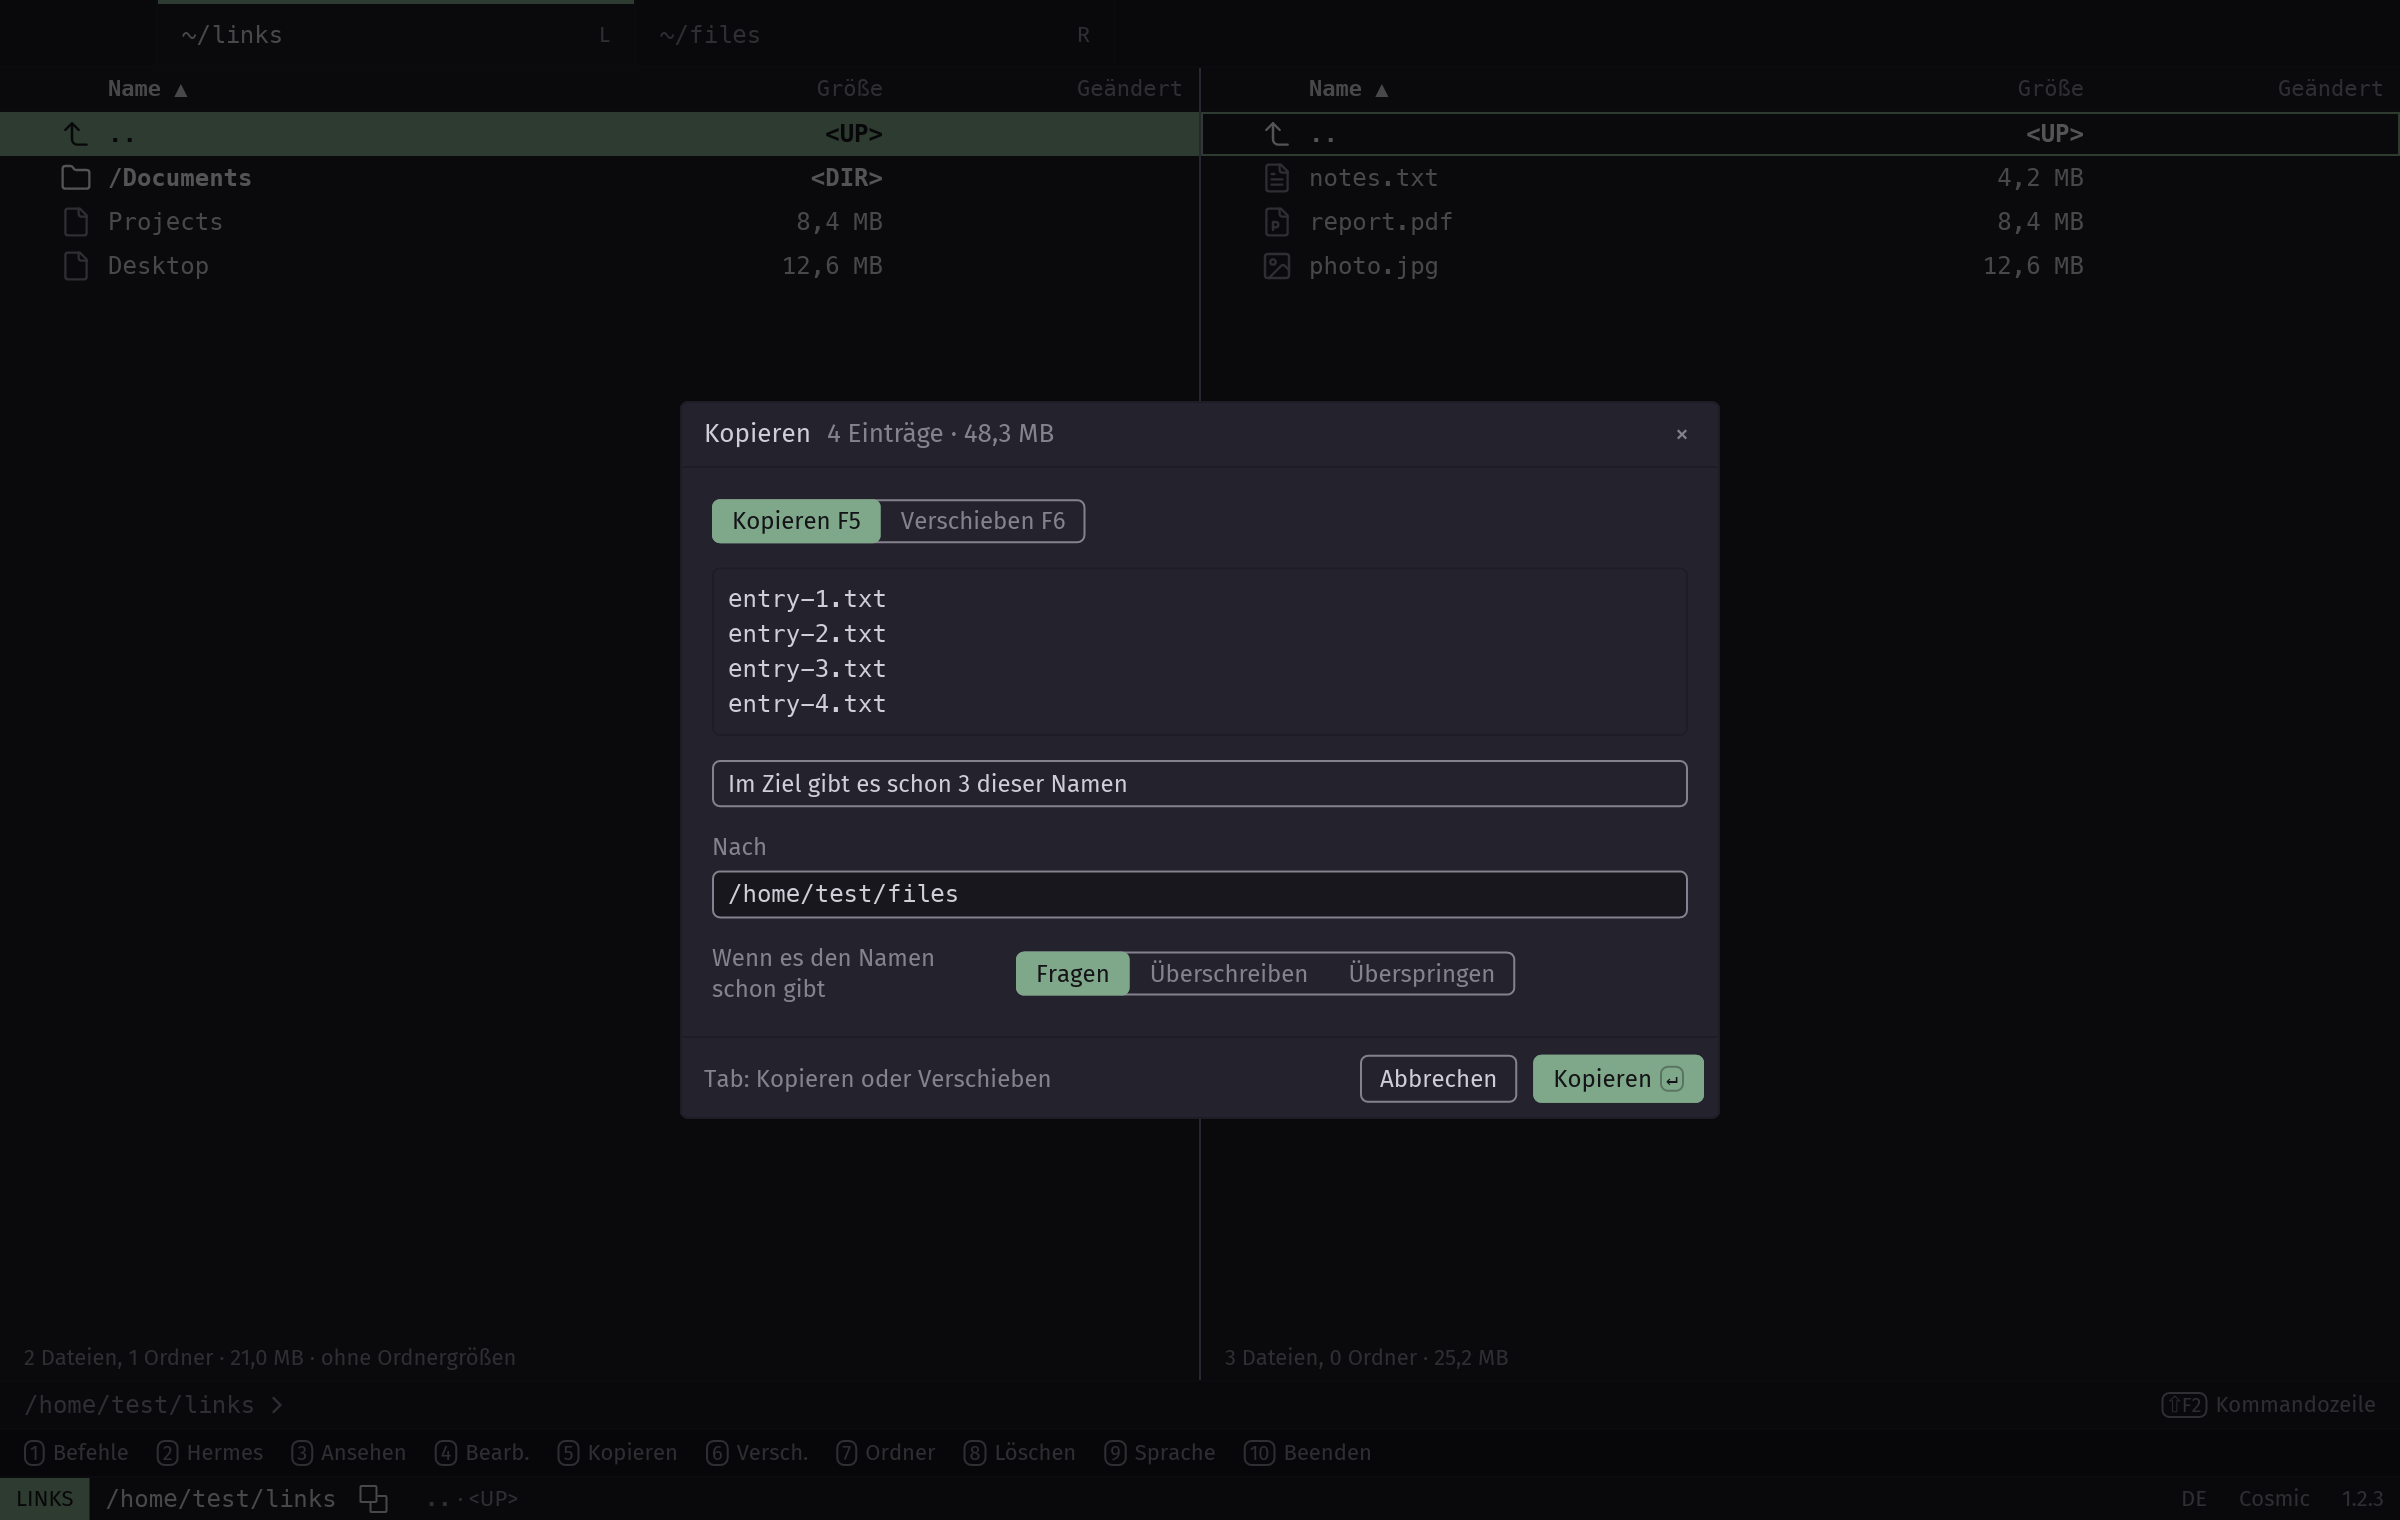 ~/links L ~/files R
Name ▲ Größe Geändert Name ▲ Größe Geändert
.. <UP> .. <UP>
/Documents <DIR> notes.txt 4,2 MB
Projects 8,4 MB report.pdf 8,4 MB
Desktop 12,6 MB photo.jpg 12,6 MB
Kopieren 4 Einträge · 48,3 MB ×
Kopieren F5 Verschieben F6
entry-1.txt
entry-2.txt
entry-3.txt
entry-4.txt
Im Ziel gibt es schon 3 dieser Namen
Nach
/home/test/files
Wenn es den Namen
schon gibt
Fragen Überschreiben Überspringen
Tab: Kopieren oder Verschieben Abbrechen Kopieren ↵
2 Dateien, 1 Ordner · 21,0 MB · ohne Ordnergrößen 3 Dateien, 0 Ordner · 25,2 MB
/home/test/links > ⇧F2 Kommandozeile
1 Befehle 2 Hermes 3 Ansehen 4 Bearb. 5 Kopieren 6 Versch. 7 Ordner 8 Löschen 9 Sprache 10 Beenden
LINKS /home/test/links .. · <UP> DE Cosmic 1.2.3